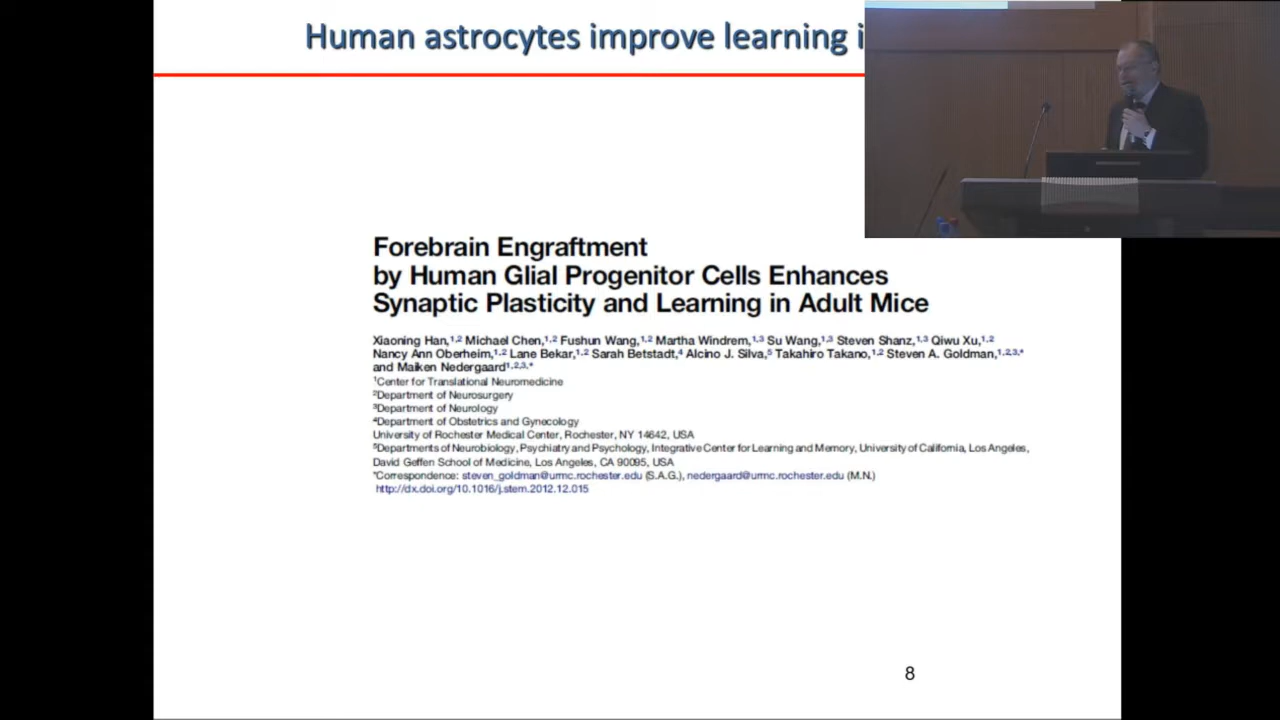 Human astrocytes improve learning i
Forebrain Engraftment
by Human Glial Progenitor Cells Enhances
Synaptic Plasticity and Learning in Adult Mice
Xiaoning Han,1,2 Michael Chen,1,2 Fushun Wang,1,2 Martha Windrem,1,3 Su Wang,1,3 Steven Shanz,1,3 Qiwu Xu,1,2
Nancy Ann Oberheim,1,2 Lane Bekar,1,2 Sarah Betstadt,4 Alcino J. Silva,5 Takahiro Takano,1,2 Steven A. Goldman,1,2,3,*
and Maiken Nedergaard1,2,3,*
1Center for Translational Neuromedicine
2Department of Neurosurgery
3Department of Neurology
4Department of Obstetrics and Gynecology
University of Rochester Medical Center, Rochester, NY 14642, USA
5Departments of Neurobiology, Psychiatry and Psychology, Integrative Center for Learning and Memory, University of California, Los Angeles,
David Geffen School of Medicine, Los Angeles, CA 90095, USA
*Correspondence: steven_goldman@urmc.rochester.edu (S.A.G.), nedergaard@urmc.rochester.edu (M.N.)
http://dx.doi.org/10.1016/j.stem.2012.12.015
8